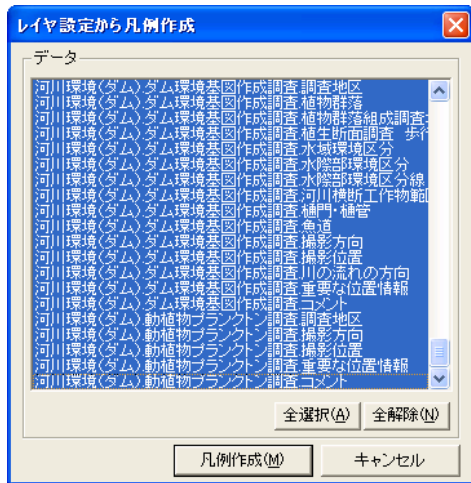 レイヤ設定から凡例作成
データ
河川環境(ダム).ダム環境基図作成調査.調査地区
河川環境(ダム).ダム環境基図作成調査.植物群落
河川環境(ダム).ダム環境基図作成調査.植物群落組成調査
河川環境(ダム).ダム環境基図作成調査.植生断面調査 歩行
河川環境(ダム).ダム環境基図作成調査.水域環境区分
河川環境(ダム).ダム環境基図作成調査.水際部環境区分
河川環境(ダム).ダム環境基図作成調査.水際部環境区分線
河川環境(ダム).ダム環境基図作成調査.河川横断工作物範囲
河川環境(ダム).ダム環境基図作成調査.樋門・樋管
河川環境(ダム).ダム環境基図作成調査.魚道
河川環境(ダム).ダム環境基図作成調査.撮影方向
河川環境(ダム).ダム環境基図作成調査.撮影位置
河川環境(ダム).ダム環境基図作成調査.川の流れの方向
河川環境(ダム).ダム環境基図作成調査.重要な位置情報
河川環境(ダム).ダム環境基図作成調査.コメント
河川環境(ダム).動植物プランクトン調査.調査地区
河川環境(ダム).動植物プランクトン調査.撮影方向
河川環境(ダム).動植物プランクトン調査.撮影位置
河川環境(ダム).動植物プランクトン調査.重要な位置情報
河川環境(ダム).動植物プランクトン調査.コメント
全選択(A) 全解除(N)
凡例作成(M) キャンセル